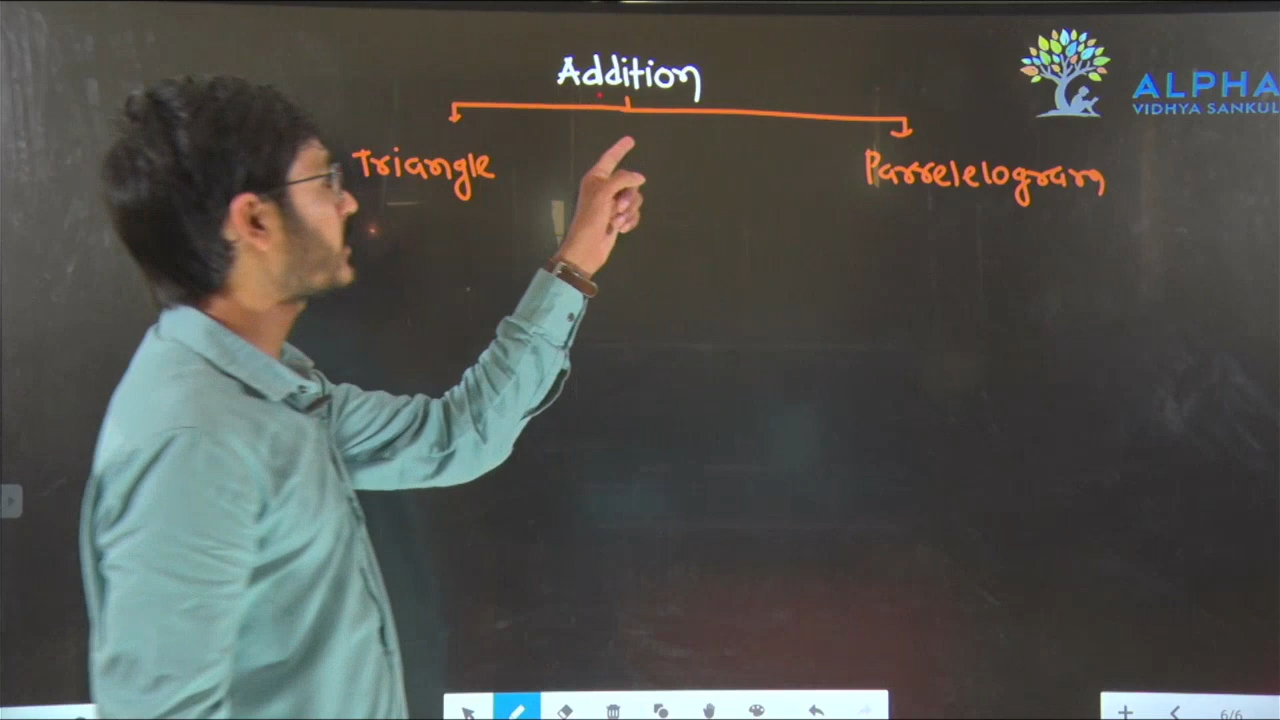 Addition
Triangle
Parrelelogram
ALPHA
VIDHYA SANKUL
6/6